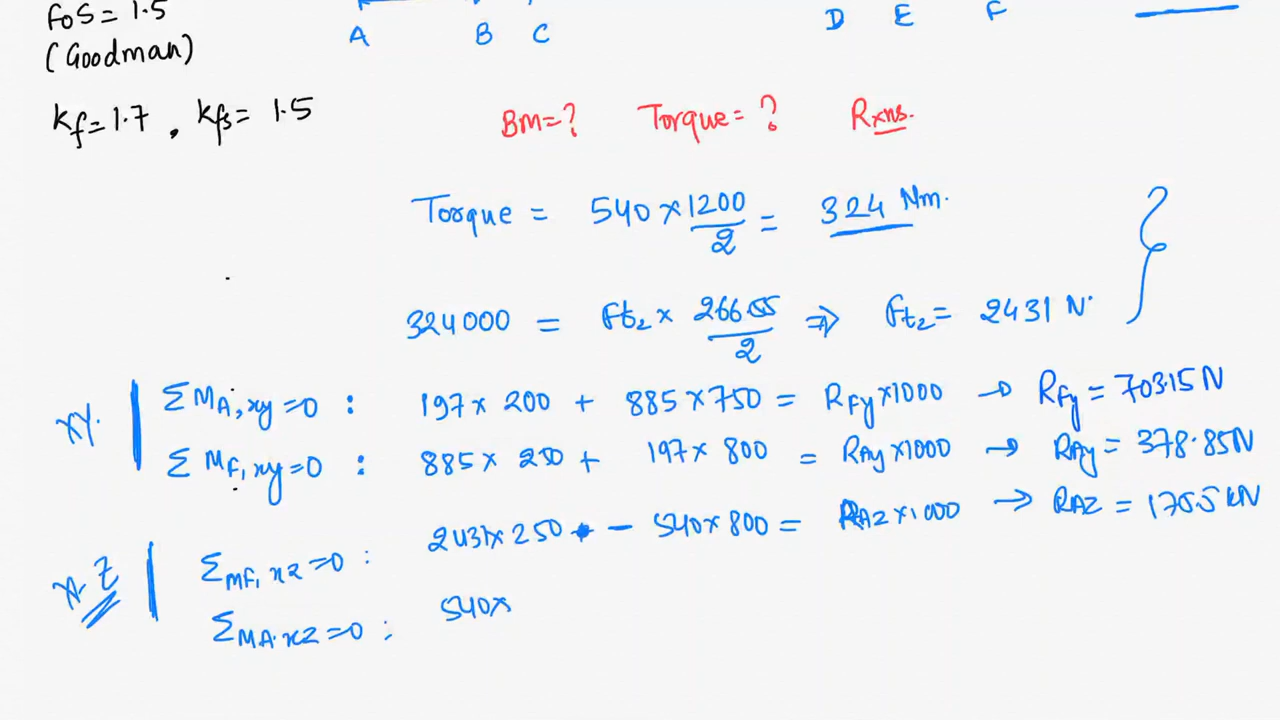 FOS = 1.5
(Goodman)
A B C D E F
kf = 1.7 , kfs = 1.5
BM = ? Torque = ? Rxns.
Torque = 540 × 1200/2 = 324 Nm.
324000 = Ft2 × 266.55/2 ⇒ Ft2 = 2431 N.
XY. ΣMA,xy = 0 : 197 × 200 + 885 × 750 = RFy × 1000 → RFy = 703.15 N
ΣMF,xy = 0 : 885 × 250 + 197 × 800 = RAy × 1000 → RAy = 378.85 N
X-Z ΣMF,xz = 0 : 2431 × 250 - 540 × 800 = RAZ × 1000 → RAZ = 175.5 kN
ΣMA.xz = 0 : 540×